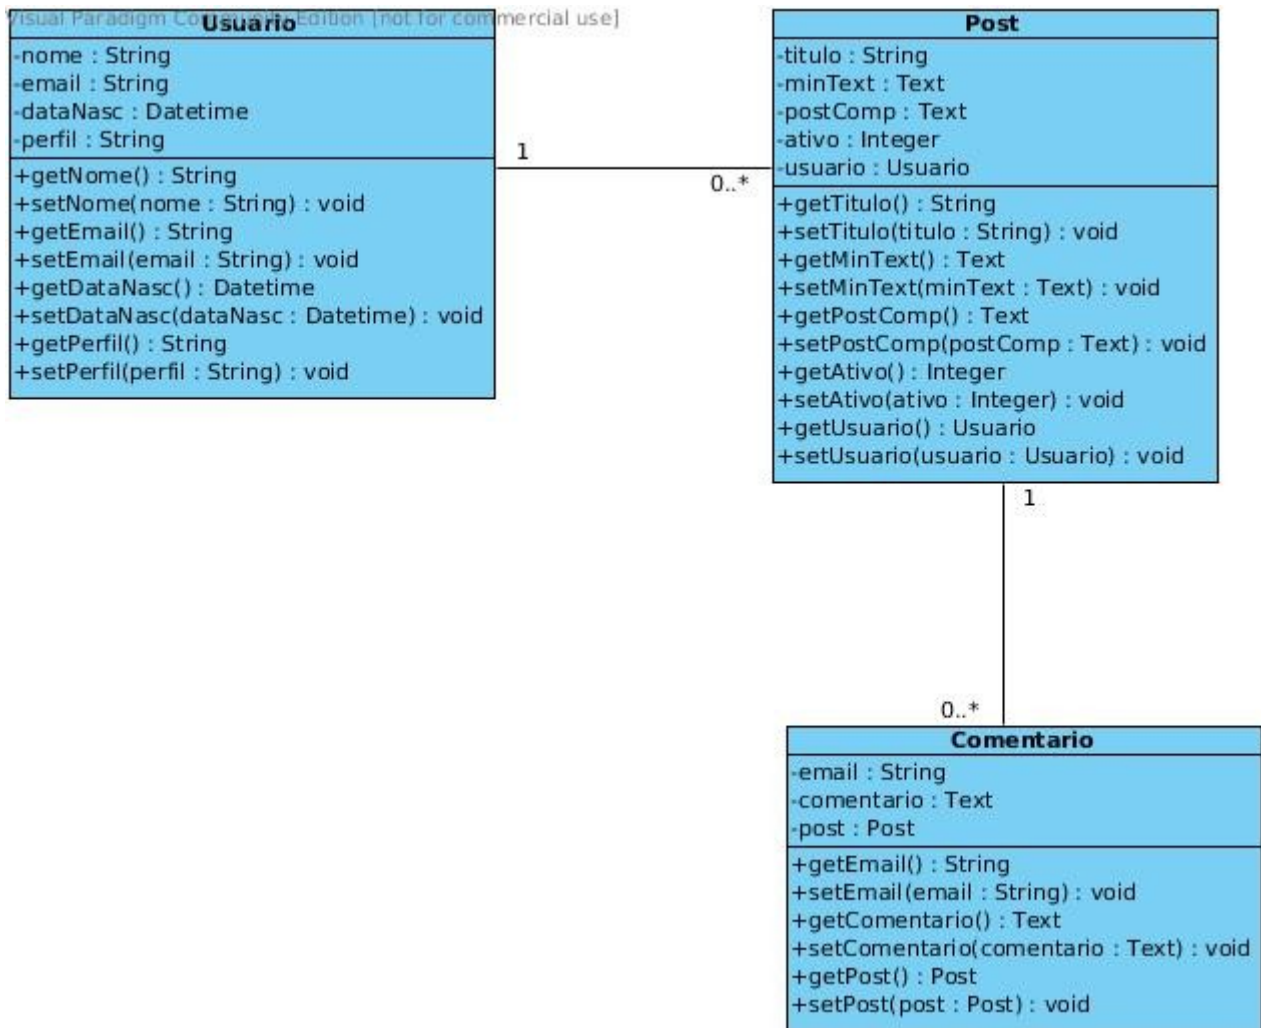 Visual Paradigm Community Edition [not for commercial use]
Usuario
-nome : String
-email : String
-dataNasc : Datetime
-perfil : String
+getNome() : String
+setNome(nome : String) : void
+getEmail() : String
+setEmail(email : String) : void
+getDataNasc() : Datetime
+setDataNasc(dataNasc : Datetime) : void
+getPerfil() : String
+setPerfil(perfil : String) : void
1
0..*
Post
-titulo : String
-minText : Text
-postComp : Text
-ativo : Integer
-usuario : Usuario
+getTitulo() : String
+setTitulo(titulo : String) : void
+getMinText() : Text
+setMinText(minText : Text) : void
+getPostComp() : Text
+setPostComp(postComp : Text) : void
+getAtivo() : Integer
+setAtivo(ativo : Integer) : void
+getUsuario() : Usuario
+setUsuario(usuario : Usuario) : void
1
0..*
Comentario
-email : String
-comentario : Text
-post : Post
+getEmail() : String
+setEmail(email : String) : void
+getComentario() : Text
+setComentario(comentario : Text) : void
+getPost() : Post
+setPost(post : Post) : void